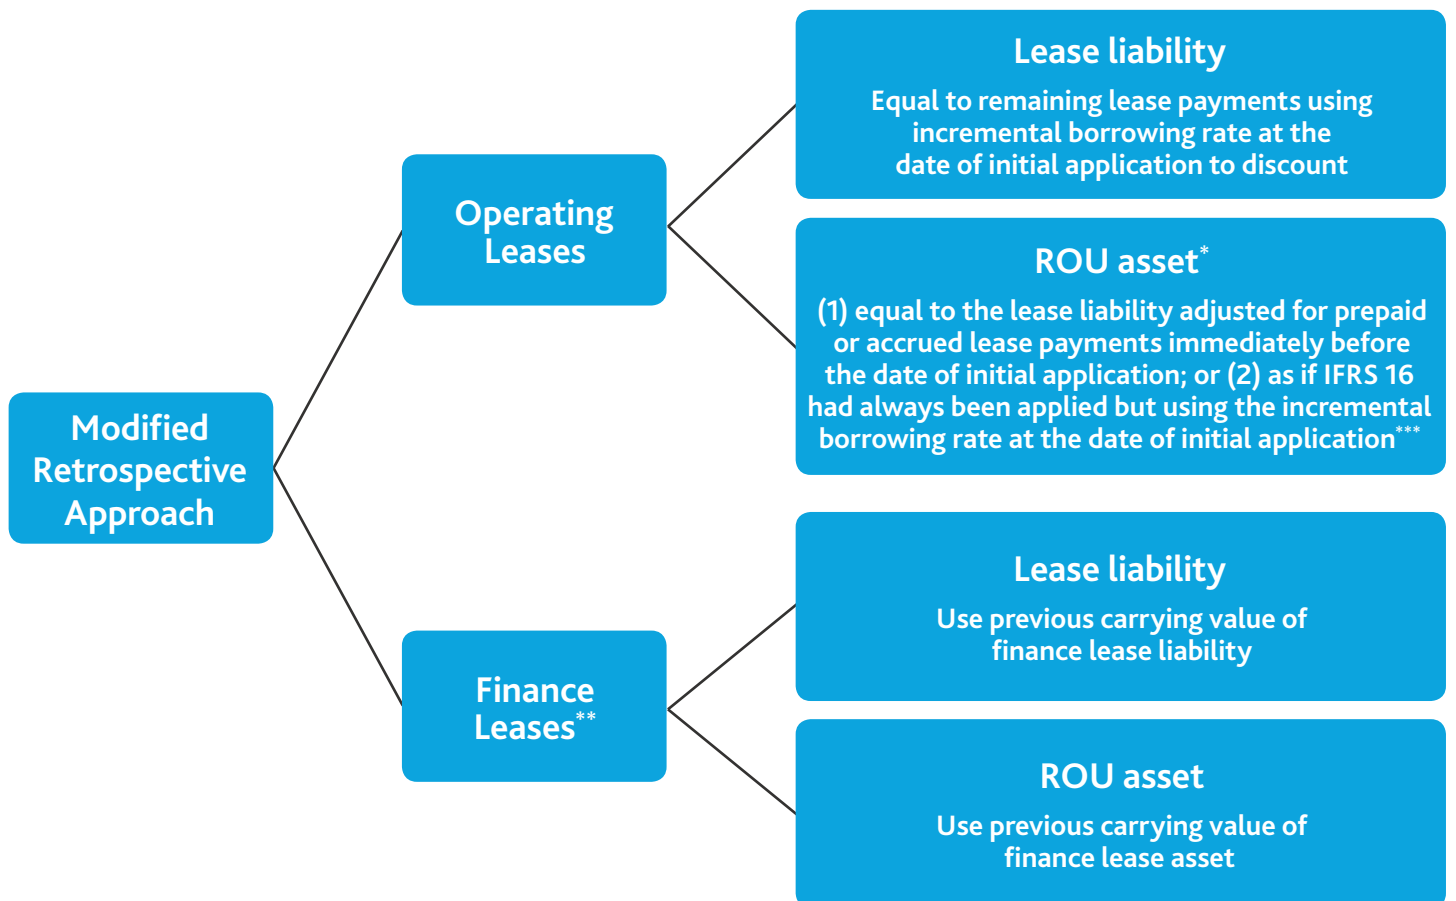 Modified
Retrospective
Approach
Operating
Leases
Lease liability
Equal to remaining lease payments using
incremental borrowing rate at the
date of initial application to discount
ROU asset*
(1) equal to the lease liability adjusted for prepaid
or accrued lease payments immediately before
the date of initial application; or (2) as if IFRS 16
had always been applied but using the incremental
borrowing rate at the date of initial application***
Finance
Leases**
Lease liability
Use previous carrying value of
finance lease liability
ROU asset
Use previous carrying value of
finance lease asset